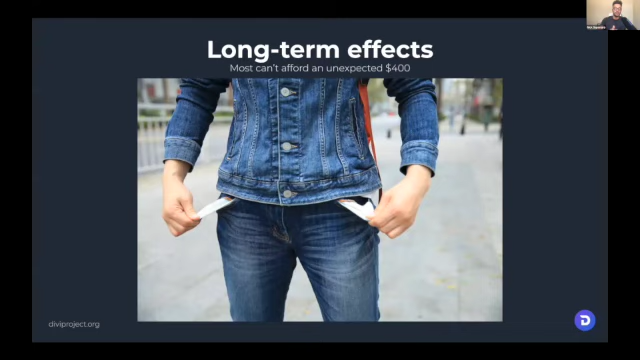 Long-term effects
Most can't afford an unexpected $400
diviproject.org
D